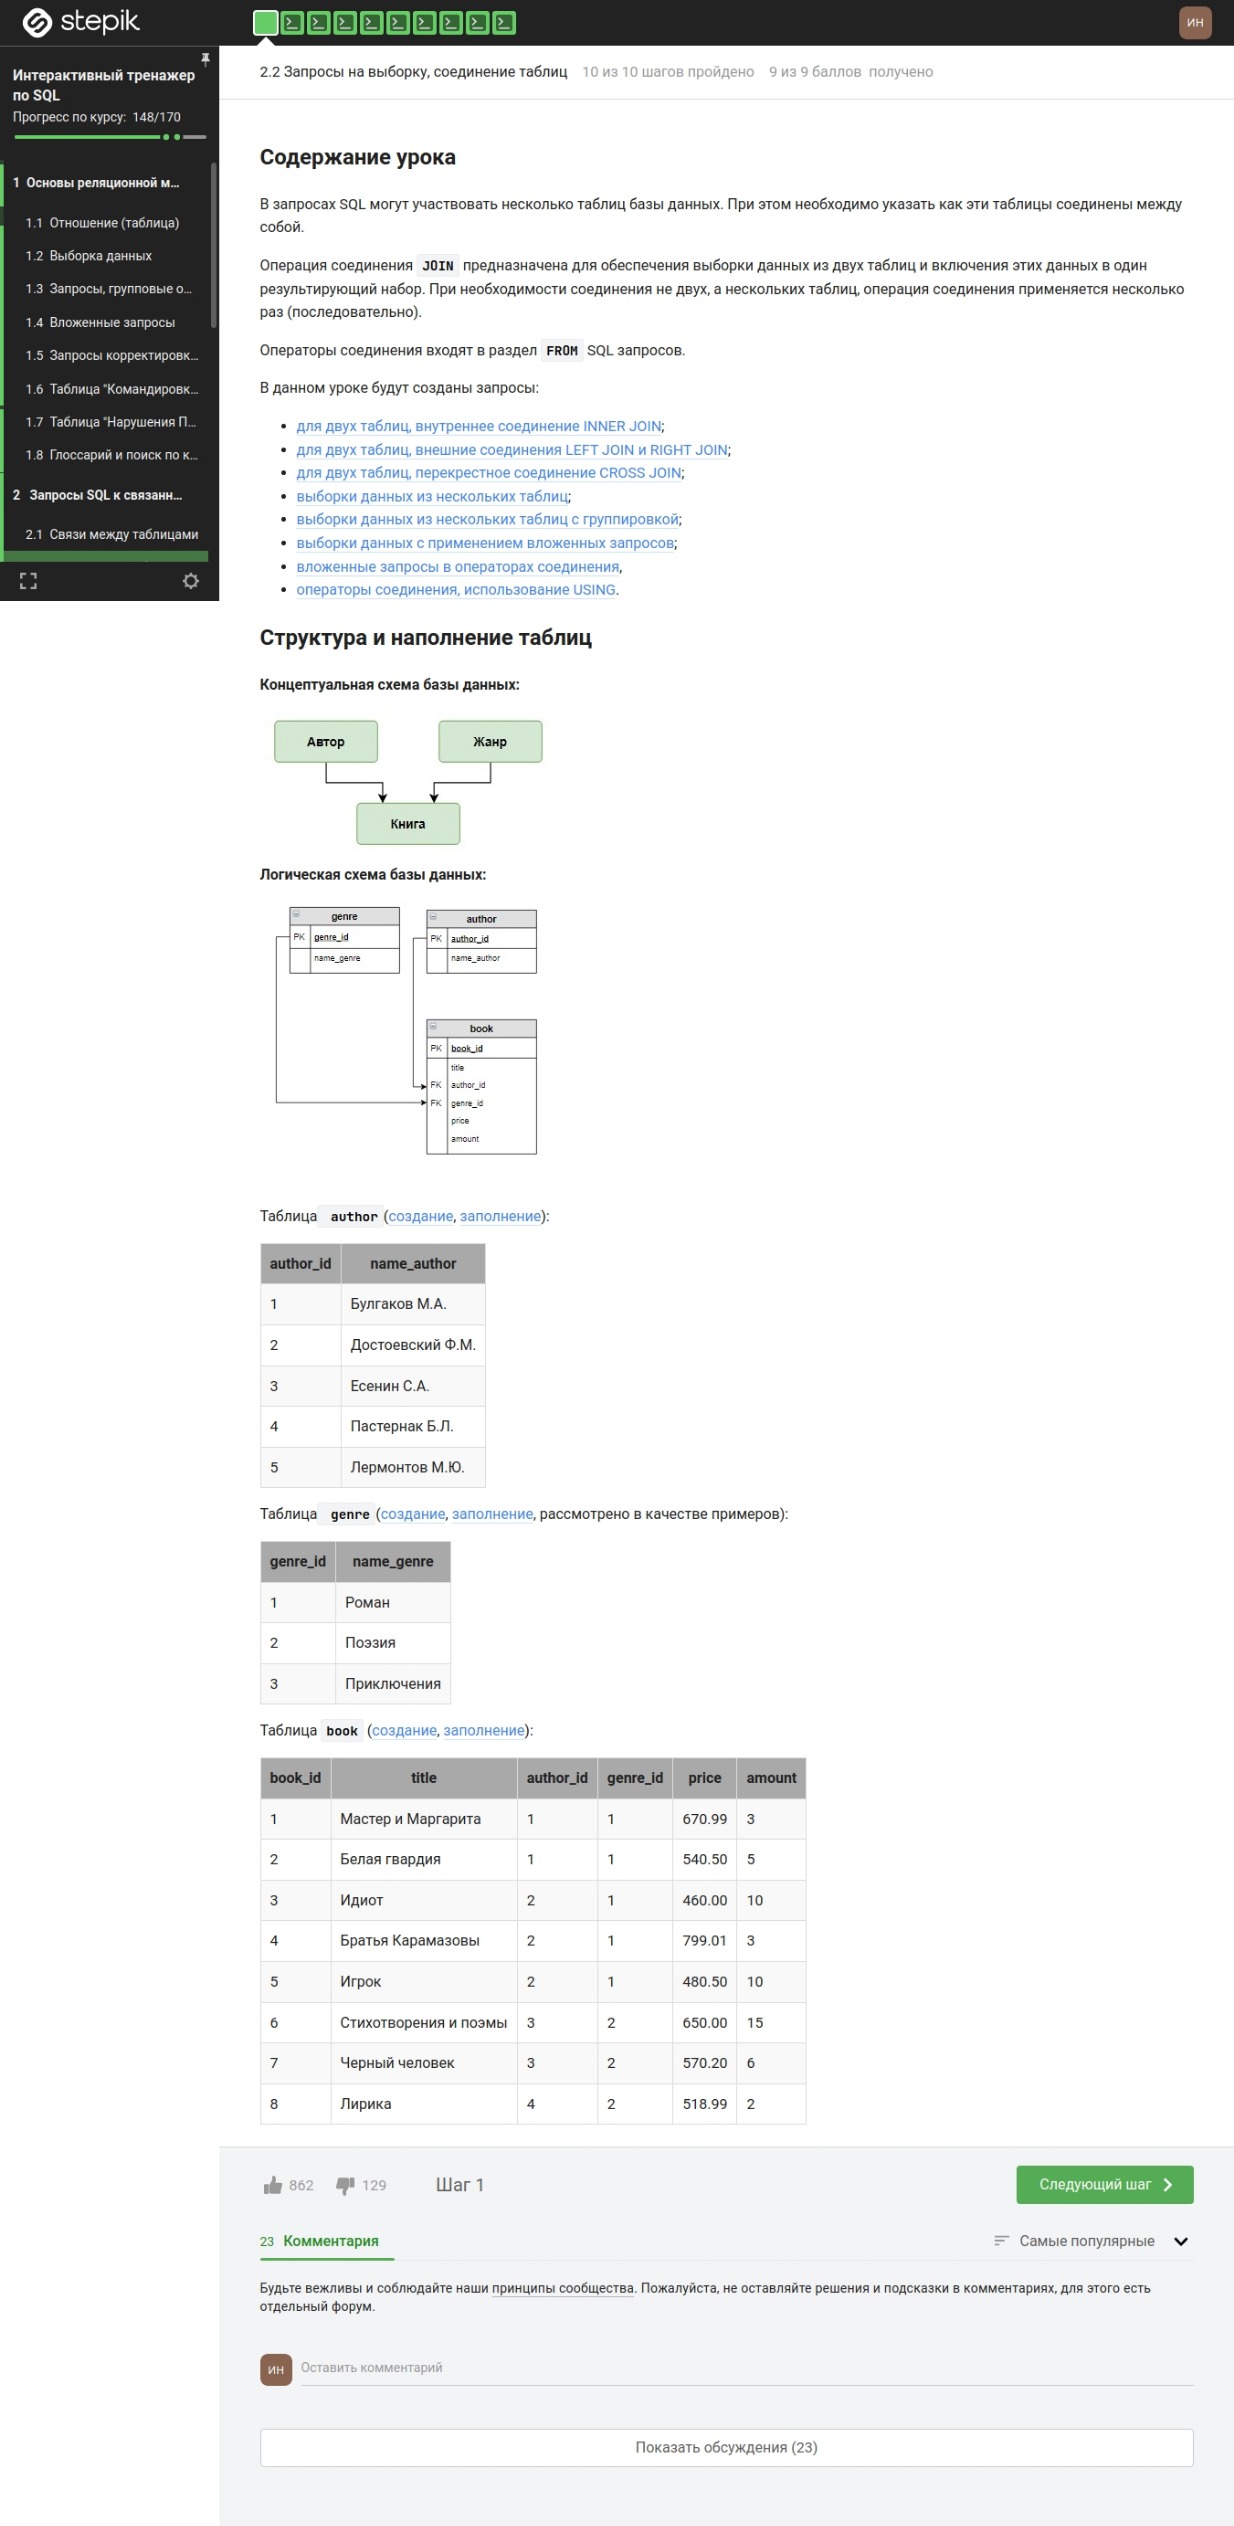 stepik
ИН
Интерактивный тренажер
по SQL
Прогресс по курсу: 148/170
1 Основы реляционной м...
1.1 Отношение (таблица)
1.2 Выборка данных
1.3 Запросы, групповые о...
1.4 Вложенные запросы
1.5 Запросы корректировк...
1.6 Таблица "Командировк...
1.7 Таблица "Нарушения П...
1.8 Глоссарий и поиск по к...
2 Запросы SQL к связанн...
2.1 Связи между таблицами
2.2 Запросы на выборку, соединение таблиц 10 из 10 шагов пройдено 9 из 9 баллов получено
Содержание урока
В запросах SQL могут участвовать несколько таблиц базы данных. При этом необходимо указать как эти таблицы соединены между
собой.
Операция соединения JOIN предназначена для обеспечения выборки данных из двух таблиц и включения этих данных в один
результирующий набор. При необходимости соединения не двух, а нескольких таблиц, операция соединения применяется несколько
раз (последовательно).
Операторы соединения входят в раздел FROM SQL запросов.
В данном уроке будут созданы запросы:
• для двух таблиц, внутреннее соединение INNER JOIN;
• для двух таблиц, внешние соединения LEFT JOIN и RIGHT JOIN;
• для двух таблиц, перекрестное соединение CROSS JOIN;
• выборки данных из нескольких таблиц;
• выборки данных из нескольких таблиц с группировкой;
• выборки данных с применением вложенных запросов;
• вложенные запросы в операторах соединения,
• операторы соединения, использование USING.
Структура и наполнение таблиц
Концептуальная схема базы данных:
Автор Жанр
Книга
Логическая схема базы данных:
genre
PK genre_id
name_genre
author
PK author_id
name_author
book
PK book_id
title
FK author_id
FK genre_id
price
amount
Таблица author (создание, заполнение):
author_id name_author
1 Булгаков М.А.
2 Достоевский Ф.М.
3 Есенин С.А.
4 Пастернак Б.Л.
5 Лермонтов М.Ю.
Таблица genre (создание, заполнение, рассмотрено в качестве примеров):
genre_id name_genre
1 Роман
2 Поэзия
3 Приключения
Таблица book (создание, заполнение):
book_id title author_id genre_id price amount
1 Мастер и Маргарита 1 1 670.99 3
2 Белая гвардия 1 1 540.50 5
3 Идиот 2 1 460.00 10
4 Братья Карамазовы 2 1 799.01 3
5 Игрок 2 1 480.50 10
6 Стихотворения и поэмы 3 2 650.00 15
7 Черный человек 3 2 570.20 6
8 Лирика 4 2 518.99 2
862 129 Шаг 1 Следующий шаг
23 Комментария Самые популярные
Будьте вежливы и соблюдайте наши принципы сообщества. Пожалуйста, не оставляйте решения и подсказки в комментариях, для этого есть
отдельный форум.
ИН Оставить комментарий
Показать обсуждения (23)